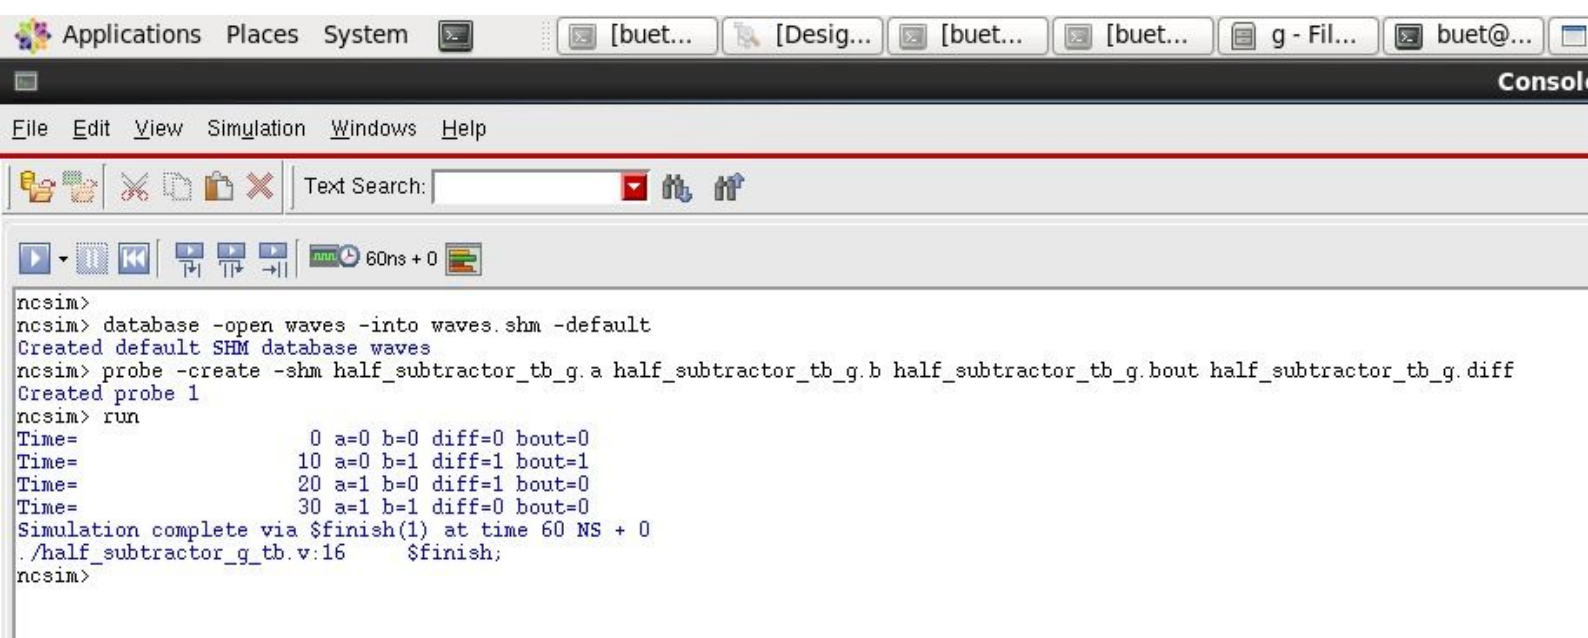 Applications Places System [buet... [Desig... [buet... [buet... g - Fil... buet@...
Console
File Edit View Simulation Windows Help
Text Search:
60ns + 0
ncsim>
ncsim> database -open waves -into waves.shm -default
Created default SHM database waves
ncsim> probe -create -shm half_subtractor_tb_g.a half_subtractor_tb_g.b half_subtractor_tb_g.bout half_subtractor_tb_g.diff
Created probe 1
ncsim> run
Time= 0 a=0 b=0 diff=0 bout=0
Time= 10 a=0 b=1 diff=1 bout=1
Time= 20 a=1 b=0 diff=1 bout=0
Time= 30 a=1 b=1 diff=0 bout=0
Simulation complete via $finish(1) at time 60 NS + 0
./half_subtractor_g_tb.v:16 $finish;
ncsim>